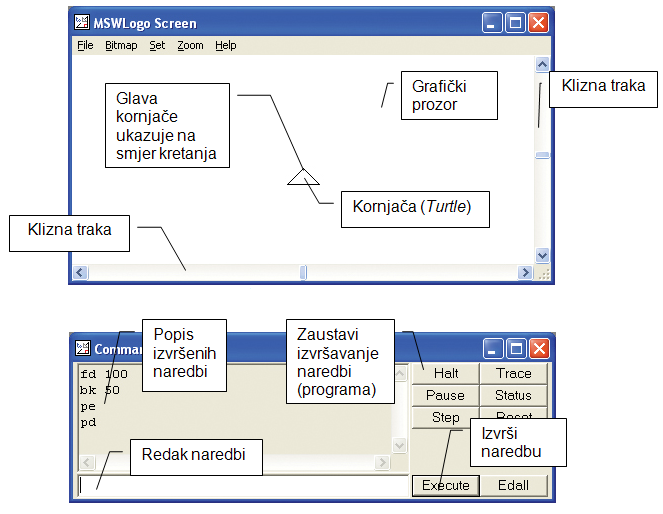 MSWLogo Screen
File Bitmap Set Zoom Help
Glava
kornjače
ukazuje na
smjer kretanja
Grafički
prozor
Klizna traka
Kornjača (Turtle)
Klizna traka
Popis
izvršenih
naredbi
Zaustavi
izvršavanje
naredbi
(programa)
fd 100
bk 50
pe
pd
Halt Trace
Pause Status
Step
Izvrši
naredbu
Redak naredbi
Execute Edall